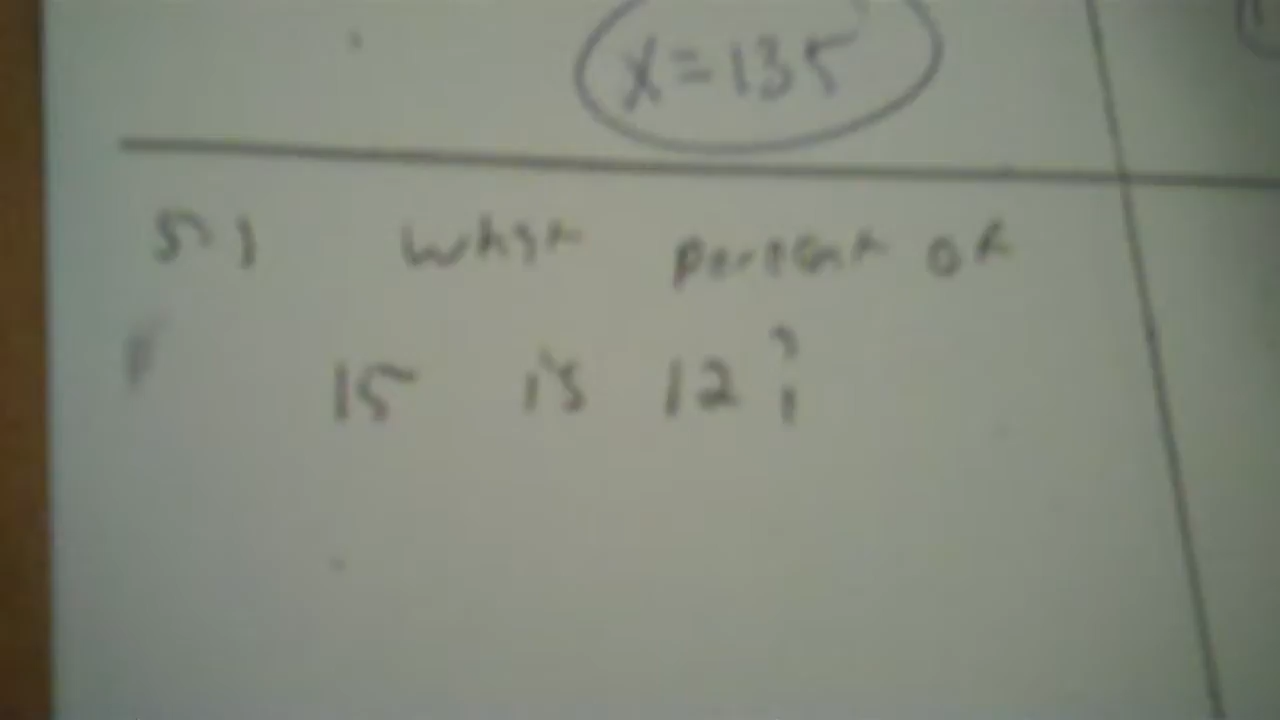 x=135
5) what percent of
15 is 12?